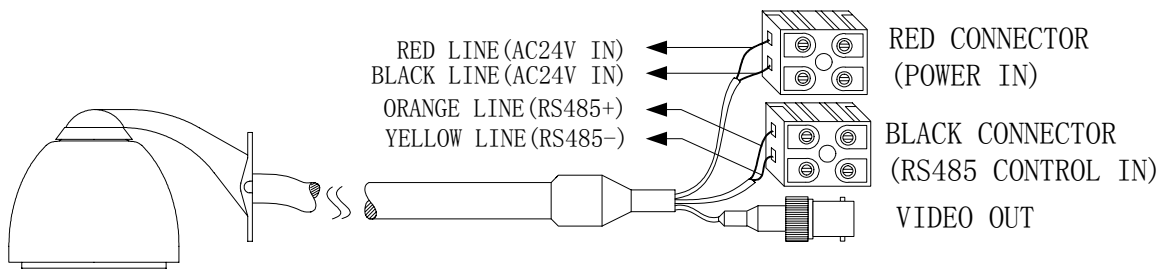 RED LINE(AC24V IN)
BLACK LINE(AC24V IN)
ORANGE LINE(RS485+)
YELLOW LINE(RS485-)
RED CONNECTOR
(POWER IN)
BLACK CONNECTOR
(RS485 CONTROL IN)
VIDEO OUT